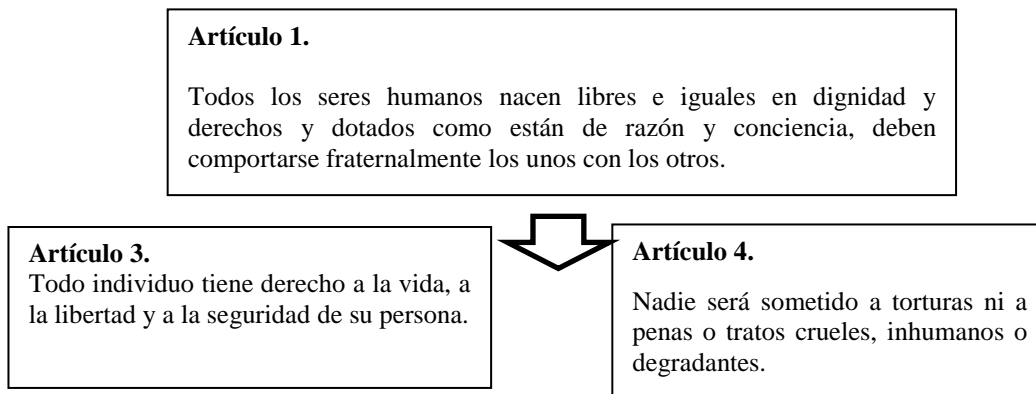 Artículo 1.
Todos los seres humanos nacen libres e iguales en dignidad y
derechos y dotados como están de razón y conciencia, deben
comportarse fraternalmente los unos con los otros.
Artículo 3.
Todo individuo tiene derecho a la vida, a
la libertad y a la seguridad de su persona.
Artículo 4.
Nadie será sometido a torturas ni a
penas o tratos crueles, inhumanos o
degradantes.